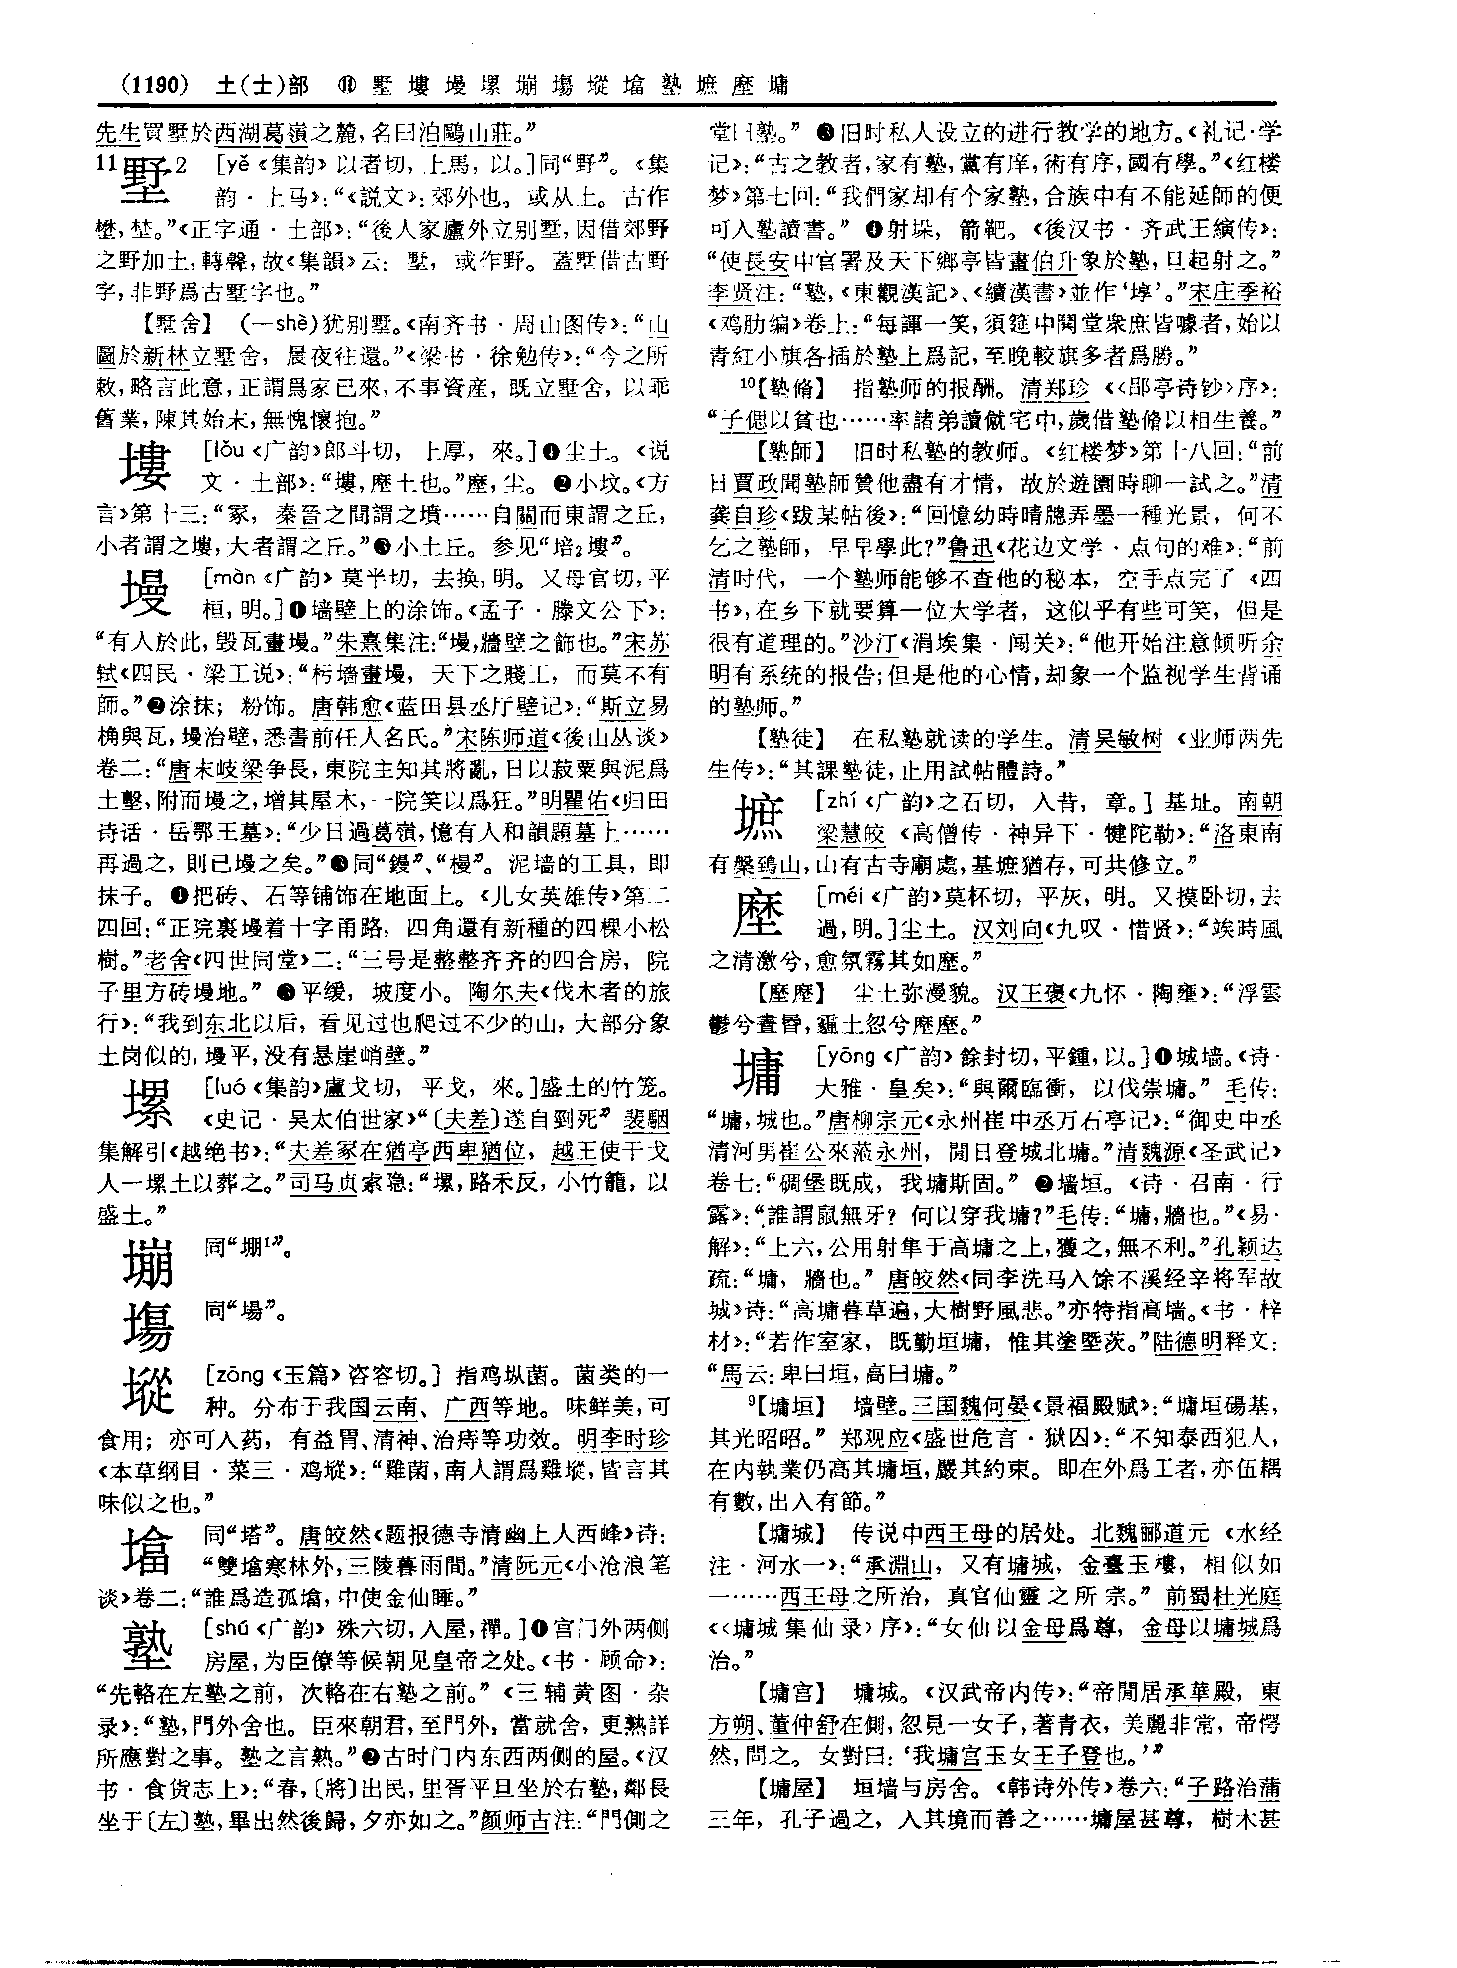 (1190) 土(士)部 ⑪ 墅塿墁塁塴塲塳墖塾墌塺墉
先生買墅於西湖葛嶺之麓,名曰泊鷗山莊。”
11墅2 [yě《集韵》以者切,上馬,以。]同“野”。《集
韵·上马》:“《説文》:郊外也。或从土。古作
壄,埜。”《正字通·土部》:“後人家廬外立别墅,因借郊野
之野加土,轉聲,故《集韻》云:墅,或作野。蓋墅借古野
字,非野爲古墅字也。”
【墅舍】 (—shè)犹别墅。《南齐书·周山图传》:“山
圖於新林立墅舍,晨夜往還。”《梁书·徐勉传》:“今之所
敕,略言此意,正謂爲家已來,不事資産,既立墅舍,以乖
舊業,陳其始末,無愧懷抱。”
塿 [lǒu《广韵》郎斗切,上厚,來。]❶尘土。《说
文·土部》:“塿,塺土也。”塺,尘。 ❷小坟。《方
言》第十三:“冢,秦晉之間謂之墳……自關而東謂之丘,
小者謂之塿,大者謂之丘。”❸小土丘。参见“培₂塿”。
墁 [màn《广韵》莫半切,去换,明。又母官切,平
桓,明。]❶墙壁上的涂饰。《孟子·滕文公下》:
“有人於此,毁瓦畫墁。”朱熹集注:“墁,牆壁之飾也。”宋苏
轼《四民·梁工说》:“圬墻畫墁,天下之賤工,而莫不有
師。”❷涂抹;粉饰。唐韩愈《蓝田县丞厅壁记》:“斯立易
桷與瓦,墁治壁,悉書前任人名氏。”宋陈师道《後山丛谈》
卷二:“唐末岐梁争長,東院主知其將亂,日以菽粟與泥爲
土墼,附而墁之,增其屋木,一院笑以爲狂。”明瞿佑《归田
诗话·岳鄂王墓》:“少日過葛嶺,憶有人和韻題墓上……
再過之,則已墁之矣。”❸同“鏝”、“槾”。泥墙的工具,即
抹子。 ❹把砖、石等铺饰在地面上。《儿女英雄传》第二
四回:“正院裏墁着十字甬路,四角還有新種的四棵小松
樹。”老舍《四世同堂》二:“三号是整整齐齐的四合房,院
子里方砖墁地。” ❺平缓,坡度小。陶尔夫《伐木者的旅
行》:“我到东北以后,看见过也爬过不少的山,大部分象
土岗似的,墁平,没有悬崖峭壁。”
塁 [luó《集韵》盧戈切,平戈,來。]盛土的竹笼。
《史记·吴太伯世家》“〔夫差〕遂自剄死”裴駰
集解引《越绝书》:“夫差冢在猶亭西卑猶位,越王使干戈
人一塁土以葬之。”司马贞索隐:“塁,路禾反,小竹籠,以
盛土。”
塴 同“堋¹”。
塲 同“場”。
塳 [zōng《玉篇》咨容切。]指鸡㙡菌。菌类的一
种。分布于我国云南、广西等地。味鲜美,可
食用;亦可入药,有益胃、清神、治痔等功效。明李时珍
《本草纲目·菜三·鸡㙡》:“雞菌,南人謂爲雞㙡,皆言其
味似之也。”
墖 同“塔”。唐皎然《题报德寺清幽上人西峰》诗:
“雙墖寒林外,三陵暮雨間。”清阮元《小沧浪笔
谈》卷二:“誰爲造孤墖,中使金仙睡。”
塾 [shú《广韵》殊六切,入屋,禪。]❶宫门外两侧
房屋,为臣僚等候朝见皇帝之处。《书·顾命》:
“先輅在左塾之前,次輅在右塾之前。”《三辅黄图·杂
录》:“塾,門外舍也。臣來朝君,至門外,當就舍,更熟詳
所應對之事。塾之言熟。”❷古时门内东西两侧的屋。《汉
书·食货志上》:“春,〔將〕出民,里胥平旦坐於右塾,鄰長
坐于〔左〕塾,畢出然後歸,夕亦如之。”颜师古注:“門側之
堂曰塾。” ❸旧时私人设立的进行教学的地方。《礼记·学
记》:“古之教者,家有塾,黨有庠,術有序,國有學。”《红楼
梦》第七回:“我們家却有个家塾,合族中有不能延師的便
可入塾讀書。” ❹射垛,箭靶。《後汉书·齐武王縯传》:
“使長安中官署及天下鄉亭皆畫伯升象於塾,旦起射之。”
李贤注:“塾,《東觀漢記》、《續漢書》並作‘埻’。”宋庄季裕
《鸡肋编》卷上:“每諢一笑,須筵中鬨堂衆庶皆噱者,始以
青紅小旗各插於塾上爲記,至晚較旗多者爲勝。”
¹⁰【塾脩】 指塾师的报酬。清郑珍《〈郘亭诗钞〉序》:
“子偲以貧也……率諸弟讀僦宅中,歲借塾脩以相生養。”
【塾師】 旧时私塾的教师。《红楼梦》第十八回:“前
日賈政聞塾師贊他盡有才情,故於遊園時聊一試之。”清
龚自珍《跋某帖後》:“回憶幼時晴牕弄墨一種光景,何不
乞之塾師,早早學此?”鲁迅《花边文学·点句的难》:“前
清时代,一个塾师能够不查他的秘本,空手点完了《四
书》,在乡下就要算一位大学者,这似乎有些可笑,但是
很有道理的。”沙汀《涓埃集·闯关》:“他开始注意倾听余
明有系统的报告;但是他的心情,却象一个监视学生背诵
的塾师。”
【塾徒】 在私塾就读的学生。清吴敏树《业师两先
生传》:“其課塾徒,止用試帖體詩。”
墌 [zhí《广韵》之石切,入昔,章。]基址。南朝
梁慧皎《高僧传·神异下·犍陀勒》:“洛東南
有槃鵄山,山有古寺廟處,基墌猶存,可共修立。”
塺 [méi《广韵》莫杯切,平灰,明。又摸卧切,去
過,明。]尘土。汉刘向《九叹·惜贤》:“竢時風
之清激兮,愈氛霧其如塺。”
【塺塺】 尘土弥漫貌。汉王褒《九怀·陶壅》:“浮雲
鬱兮晝昏,霾土忽兮塺塺。”
墉 [yōng《广韵》餘封切,平鍾,以。]❶城墙。《诗·
大雅·皇矣》:“與爾臨衝,以伐崇墉。”毛传:
“墉,城也。”唐柳宗元《永州崔中丞万石亭记》:“御史中丞
清河男崔公來蒞永州,閒日登城北墉。”清魏源《圣武记》
卷七:“碉堡既成,我墉斯固。” ❷墙垣。《诗·召南·行
露》:“誰謂鼠無牙?何以穿我墉?”毛传:“墉,牆也。”《易·
解》:“上六,公用射隼于高墉之上,獲之,無不利。”孔颖达
疏:“墉,牆也。”唐皎然《同李洗马入馀不溪经辛将军故
城》诗:“高墉暮草遍,大樹野風悲。”亦特指高墙。《书·梓
材》:“若作室家,既勤垣墉,惟其塗塈茨。”陆德明释文:
“馬云:卑曰垣,高曰墉。”
⁹【墉垣】 墙壁。三国魏何晏《景福殿赋》:“墉垣碭基,
其光昭昭。”郑观应《盛世危言·狱囚》:“不知泰西犯人,
在内執業仍高其墉垣,嚴其約束。即在外爲工者,亦伍耦
有數,出入有節。”
【墉城】 传说中西王母的居处。北魏郦道元《水经
注·河水一》:“承淵山,又有墉城,金臺玉樓,相似如
一……西王母之所治,真官仙靈之所宗。”前蜀杜光庭
《〈墉城集仙录〉序》:“女仙以金母爲尊,金母以墉城爲
治。”
【墉宫】 墉城。《汉武帝内传》:“帝閒居承華殿,東
方朔、董仲舒在側,忽見一女子,著青衣,美麗非常,帝愕
然,問之。女對曰:‘我墉宫玉女王子登也。’”
【墉屋】 垣墙与房舍。《韩诗外传》卷六:“子路治蒲
三年,孔子過之,入其境而善之……墉屋甚尊,樹木甚